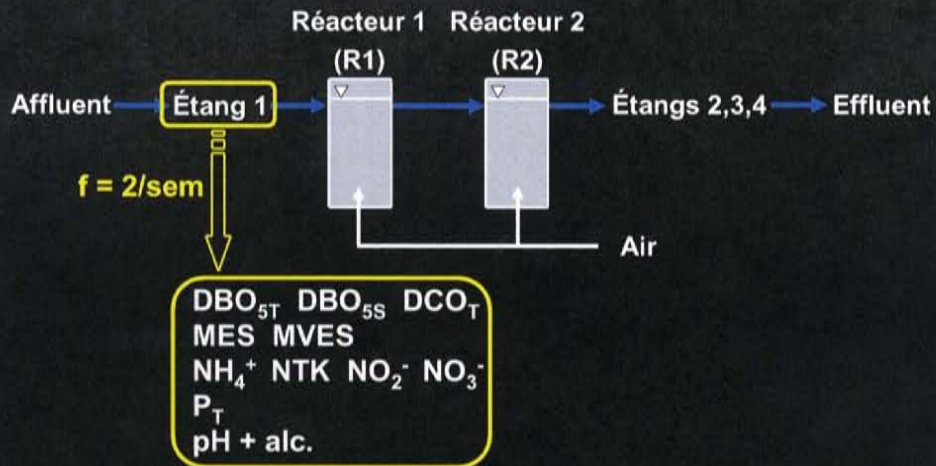 Réacteur 1 Réacteur 2
(R1) (R2)
Affluent Étang 1 Étangs 2,3,4 Effluent
f = 2/sem
Air
DBO₅T DBO₅S DCOT
MES MVES
NH₄⁺ NTK NO₂⁻ NO₃⁻
PT
pH + alc.